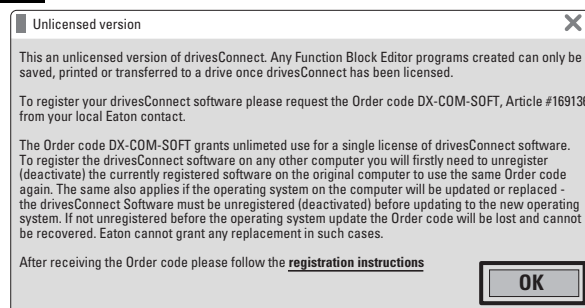 Unlicensed version
This an unlicensed version of drivesConnect. Any Function Block Editor programs created can only be
saved, printed or transferred to a drive once drivesConnect has been licensed.
To register your drivesConnect software please request the Order code DX-COM-SOFT, Article #169136
from your local Eaton contact.
The Order code DX-COM-SOFT grants unlimeted use for a single license of drivesConnect software.
To register the drivesConnect software on any other computer you will firstly need to unregister
(deactivate) the currently registered software on the original computer to use the same Order code
again. The same also applies if the operating system on the computer will be updated or replaced -
the drivesConnect Software must be unregistered (deactivated) before updating to the new operating
system. If not unregistered before the operating system update the Order code will be lost and cannot
be recovered. Eaton cannot grant any replacement in such cases.
After receiving the Order code please follow the registration instructions
OK